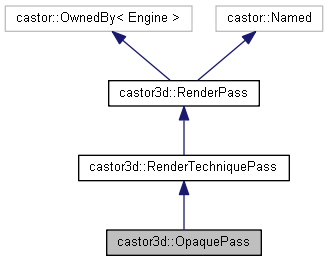 castor::OwnedBy< Engine >
castor::Named
castor3d::RenderPass
castor3d::RenderTechniquePass
castor3d::OpaquePass